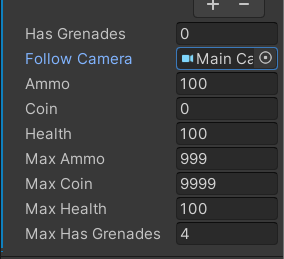 + −
Has Grenades 0
Follow Camera Main Ca
Ammo 100
Coin 0
Health 100
Max Ammo 999
Max Coin 9999
Max Health 100
Max Has Grenades 4